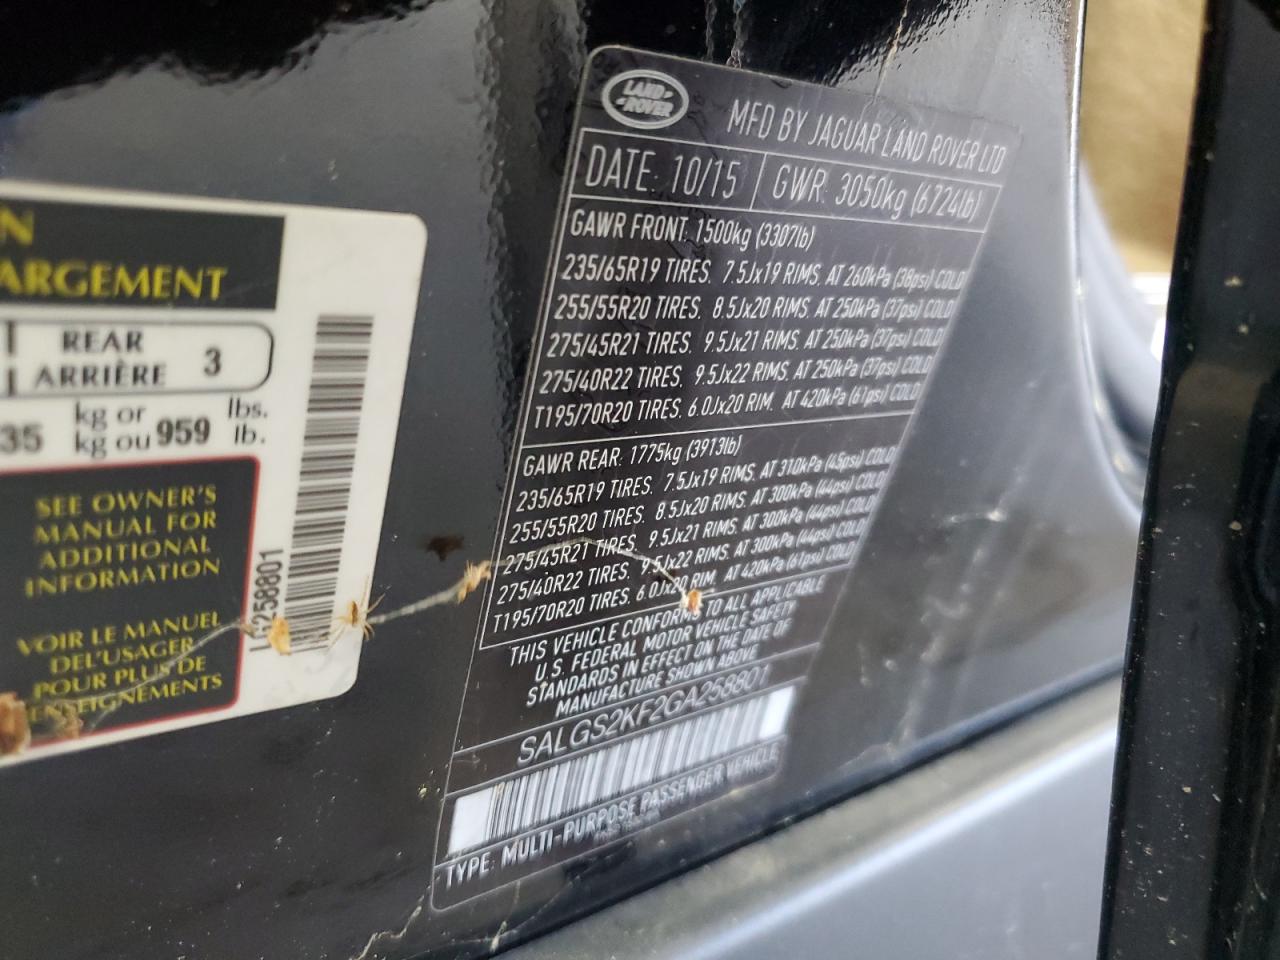 N
ARGEMENT
REAR
ARRIÈRE 3
35 kg or
kg ou 959 lbs.
lb.
SEE OWNER'S
MANUAL FOR
ADDITIONAL
INFORMATION
VOIR LE MANUEL
DE L'USAGER
POUR PLUS DE
ENSEIGNEMENTS
258801
LAND
ROVER
MFD BY JAGUAR LAND ROVER LTD
DATE: 10/15 GWR: 3050kg (6724lb)
GAWR FRONT. 1500kg (3307lb)
235/65R19 TIRES. 7.5Jx19 RIMS. AT 260kPa (38psi) COLD
255/55R20 TIRES. 8.5Jx20 RIMS. AT 250kPa (37psi) COLD
275/45R21 TIRES. 9.5Jx21 RIMS. AT 250kPa (37psi) COLD
275/40R22 TIRES. 9.5Jx22 RIMS. AT 250kPa (37psi) COLD
T195/70R20 TIRES. 6.0Jx20 RIM. AT 420kPa (61psi) COLD
GAWR REAR: 1775kg (3913lb)
235/65R19 TIRES. 7.5Jx19 RIMS. AT 310kPa (45psi) COLD
255/55R20 TIRES. 8.5Jx20 RIMS. AT 300kPa (44psi) COLD
275/45R21 TIRES. 9.5Jx21 RIMS. AT 300kPa (44psi) COLD
275/40R22 TIRES. 9.5Jx22 RIMS. AT 300kPa (44psi) COLD
T195/70R20 TIRES. 6.0Jx20 RIM. AT 420kPa (61psi) COLD
THIS VEHICLE CONFORMS TO ALL APPLICABLE
U.S. FEDERAL MOTOR VEHICLE SAFETY
STANDARDS IN EFFECT ON THE DATE OF
MANUFACTURE SHOWN ABOVE
SALGS2KF2GA258801
TYPE: MULTI-PURPOSE PASSENGER VEHICLE